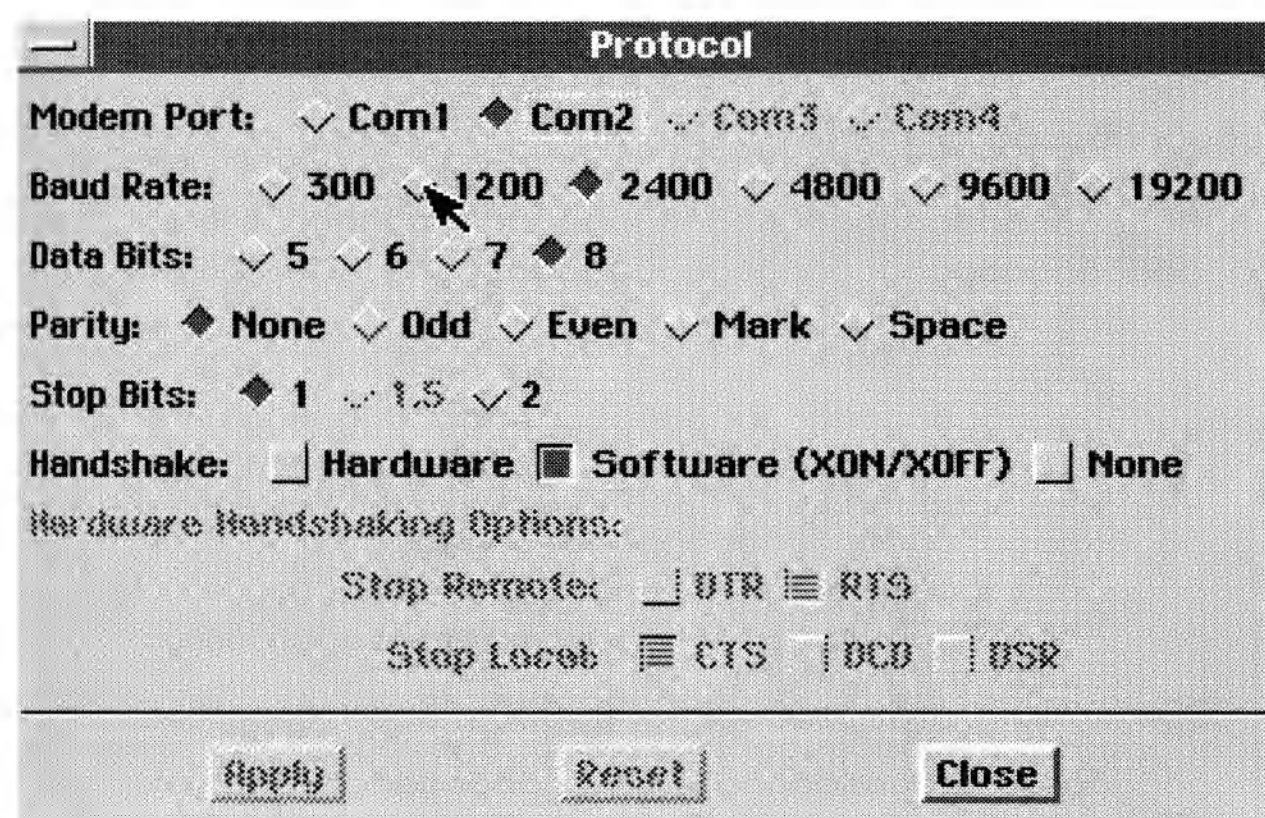 Protocol
Modem Port: Com1 Com2 Com3 Com4
Baud Rate: 300 1200 2400 4800 9600 19200
Data Bits: 5 6 7 8
Parity: None Odd Even Mark Space
Stop Bits: 1 1.5 2
Handshake: Hardware Software (XON/XOFF) None
Hardware Handshaking Options:
Stop Remote: DTR RTS
Stop Local: CTS DCD DSR
Apply Reset Close